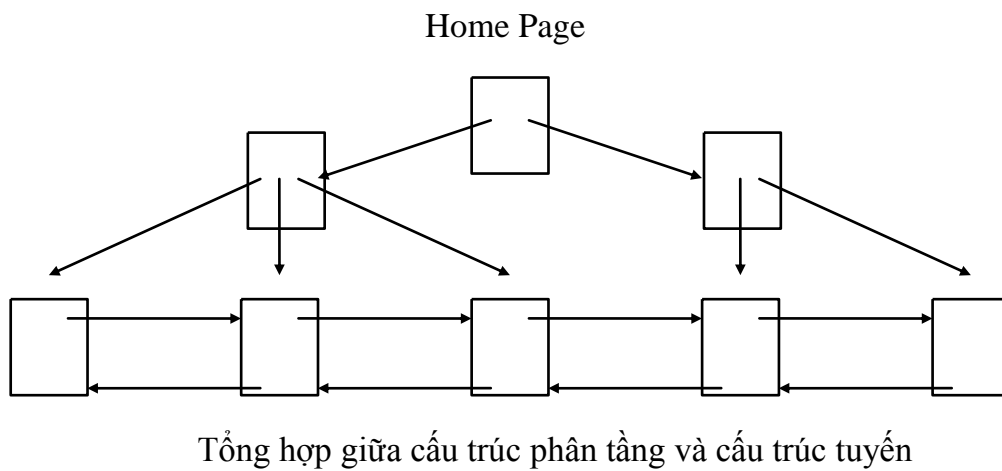 Home Page
Tổng hợp giữa cấu trúc phân tầng và cấu trúc tuyến